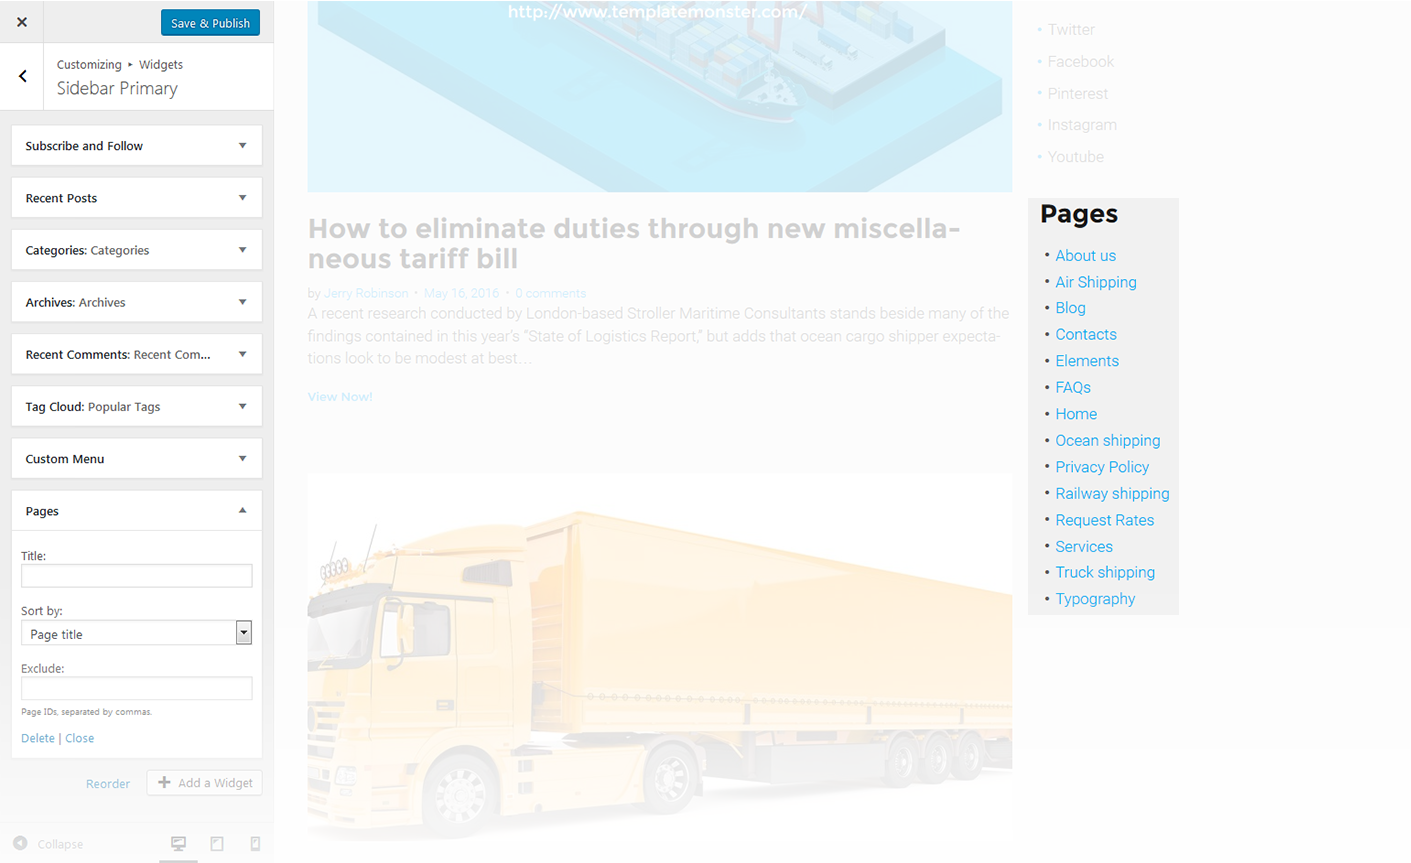 Save & Publish
Customizing ▸ Widgets
Sidebar Primary
Subscribe and Follow
Recent Posts
Categories: Categories
Archives: Archives
Recent Comments: Recent Com...
Tag Cloud: Popular Tags
Custom Menu
Pages
Title:
Sort by:
Page title
Exclude:
Page IDs, separated by commas.
Delete | Close
Reorder
Add a Widget
Collapse
http://www.templatemonster.com/
How to eliminate duties through new miscella-
neous tariff bill
by Jerry Robinson • May 16, 2016 • 0 comments
A recent research conducted by London-based Stroller Maritime Consultants stands beside many of the
findings contained in this year's "State of Logistics Report," but adds that ocean cargo shipper expecta-
tions look to be modest at best…
View Now!
• Twitter
• Facebook
• Pinterest
• Instagram
• Youtube
Pages
• About us
• Air Shipping
• Blog
• Contacts
• Elements
• FAQs
• Home
• Ocean shipping
• Privacy Policy
• Railway shipping
• Request Rates
• Services
• Truck shipping
• Typography